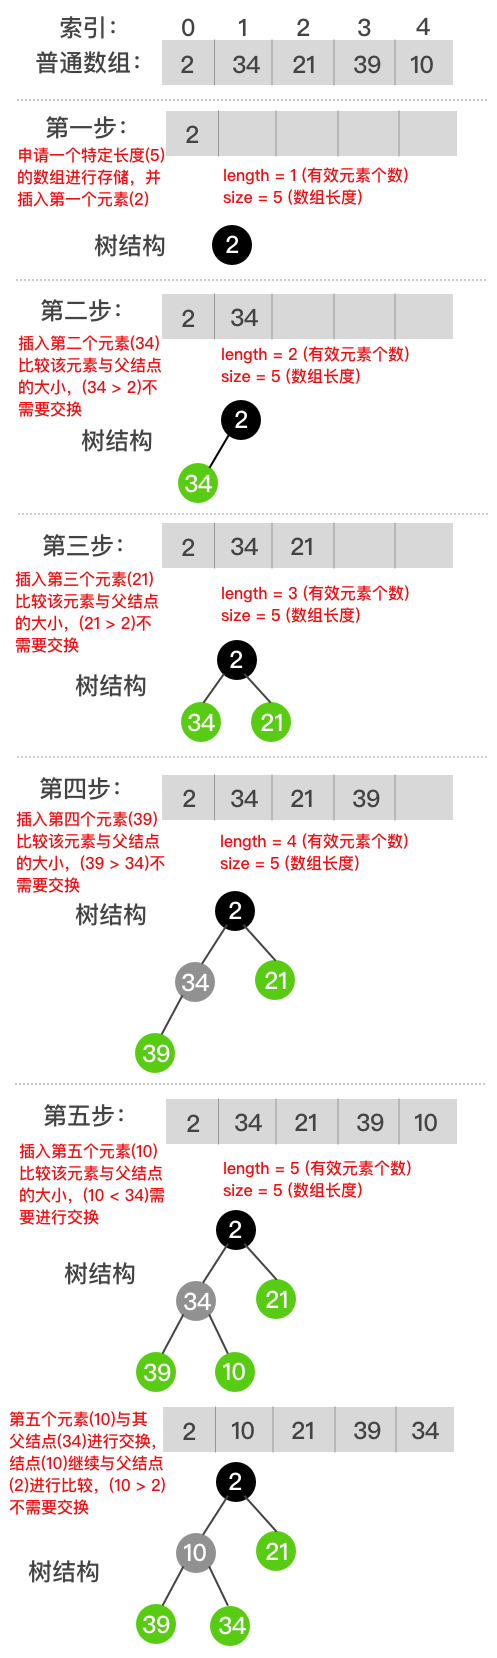 索引： 0 1 2 3 4
普通数组： 2 34 21 39 10
第一步： 2
申请一个特定长度(5)
的数组进行存储，并
插入第一个元素(2)
length = 1 (有效元素个数)
size = 5 (数组长度)
树结构
2
第二步： 2 34
插入第二个元素(34)
比较该元素与父结点
的大小，(34 > 2)不
需要交换
length = 2 (有效元素个数)
size = 5 (数组长度)
树结构
2
34
第三步： 2 34 21
插入第三个元素(21)
比较该元素与父结点
的大小，(21 > 2)不
需要交换
length = 3 (有效元素个数)
size = 5 (数组长度)
树结构
2
34 21
第四步： 2 34 21 39
插入第四个元素(39)
比较该元素与父结点
的大小，(39 > 34)不
需要交换
length = 4 (有效元素个数)
size = 5 (数组长度)
树结构
2
34 21
39
第五步： 2 34 21 39 10
插入第五个元素(10)
比较该元素与父结点
的大小，(10 < 34)需
要进行交换
length = 5 (有效元素个数)
size = 5 (数组长度)
树结构
2
34 21
39 10
第五个元素(10)与其
父结点(34)进行交换，
结点(10)继续与父结点
(2)进行比较，(10 > 2)
不需要交换
2 10 21 39 34
树结构
2
10 21
39 34